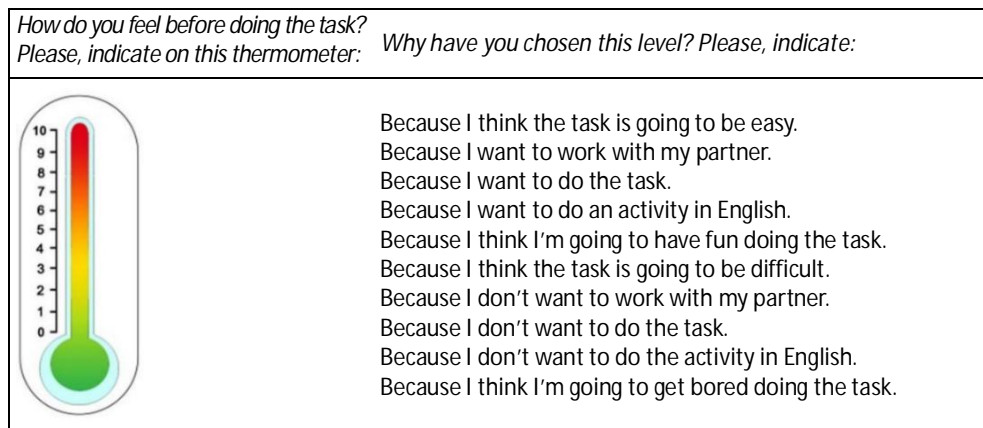 How do you feel before doing the task?
Please, indicate on this thermometer:
Why have you chosen this level? Please, indicate:
10
9
8
7
6
5
4
3
2
1
0
Because I think the task is going to be easy.
Because I want to work with my partner.
Because I want to do the task.
Because I want to do an activity in English.
Because I think I'm going to have fun doing the task.
Because I think the task is going to be difficult.
Because I don't want to work with my partner.
Because I don't want to do the task.
Because I don't want to do the activity in English.
Because I think I'm going to get bored doing the task.